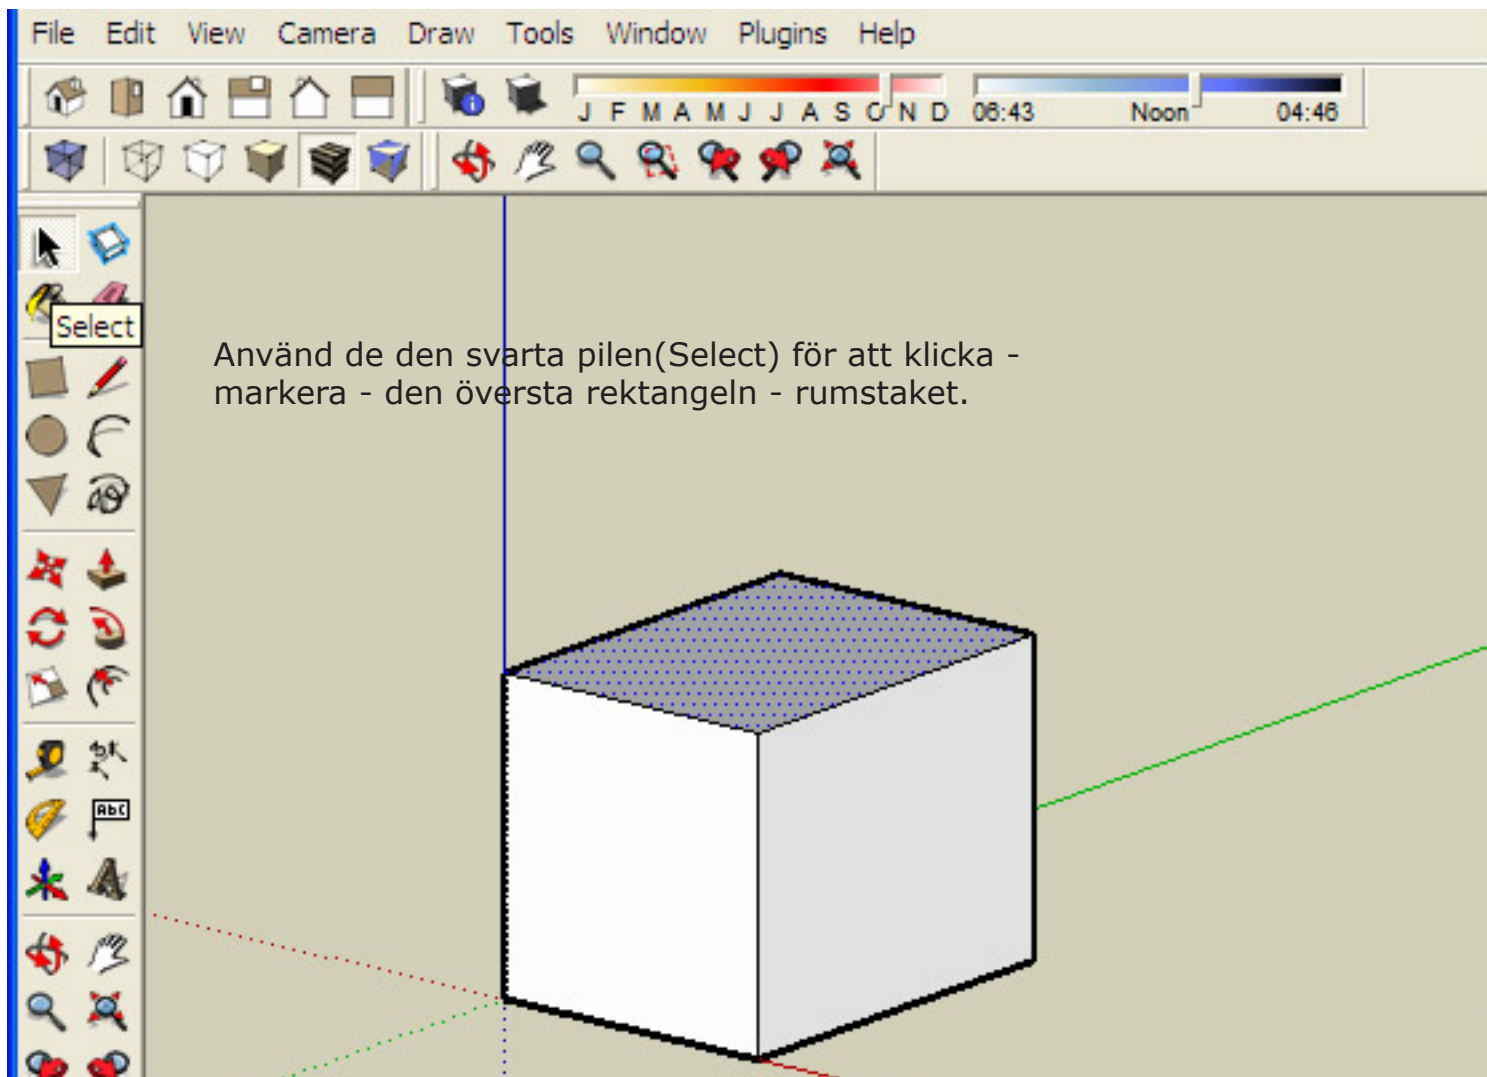 File Edit View Camera Draw Tools Window Plugins Help
J F M A M J J A S O N D 06:43 Noon 04:46
Select
Använd de den svarta pilen(Select) för att klicka -
markera - den översta rektangeln - rumstaket.
Abc